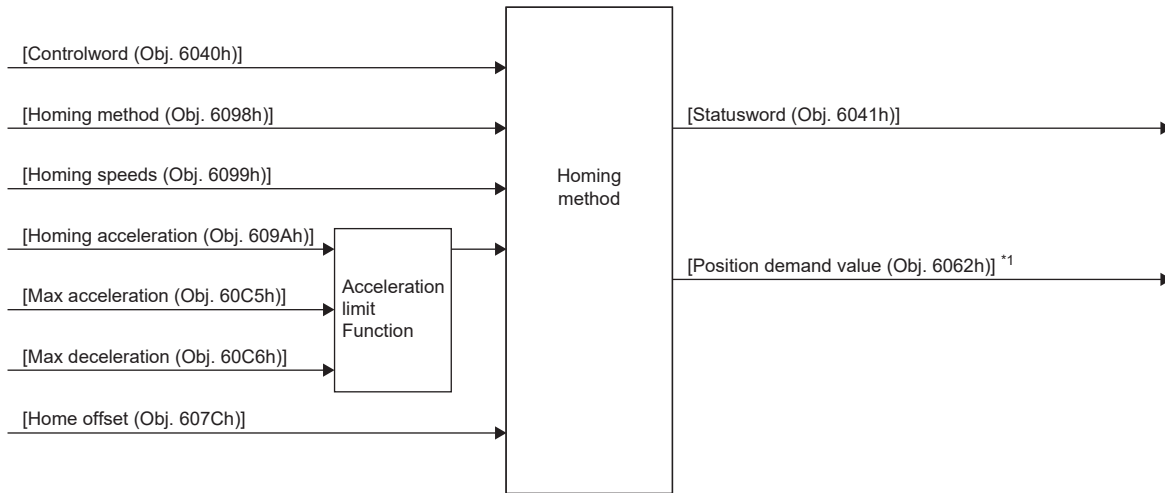 [Controlword (Obj. 6040h)]
[Homing method (Obj. 6098h)]
[Statusword (Obj. 6041h)]
[Homing speeds (Obj. 6099h)]
Homing
method
[Homing acceleration (Obj. 609Ah)]
[Position demand value (Obj. 6062h)] *1
Acceleration
limit
Function
[Max acceleration (Obj. 60C5h)]
[Max deceleration (Obj. 60C6h)]
[Home offset (Obj. 607Ch)]